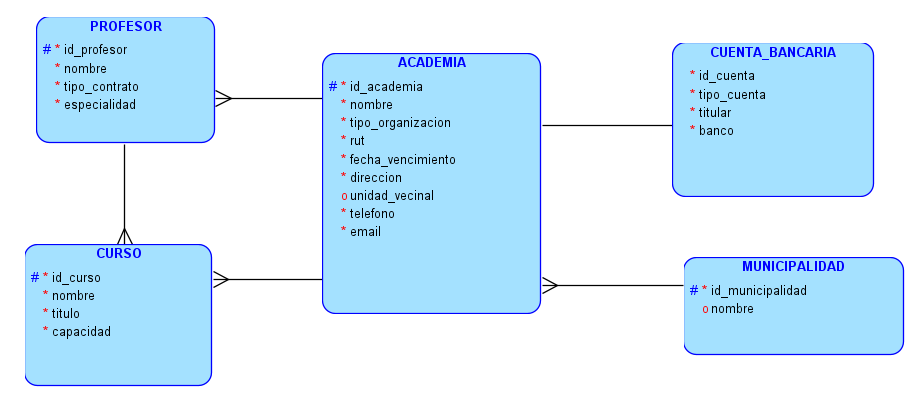 PROFESOR
# * id_profesor
* nombre
* tipo_contrato
* especialidad
ACADEMIA
# * id_academia
* nombre
* tipo_organizacion
* rut
* fecha_vencimiento
* direccion
o unidad_vecinal
* telefono
* email
CUENTA_BANCARIA
* id_cuenta
* tipo_cuenta
* titular
* banco
CURSO
# * id_curso
* nombre
* titulo
* capacidad
MUNICIPALIDAD
# * id_municipalidad
o nombre